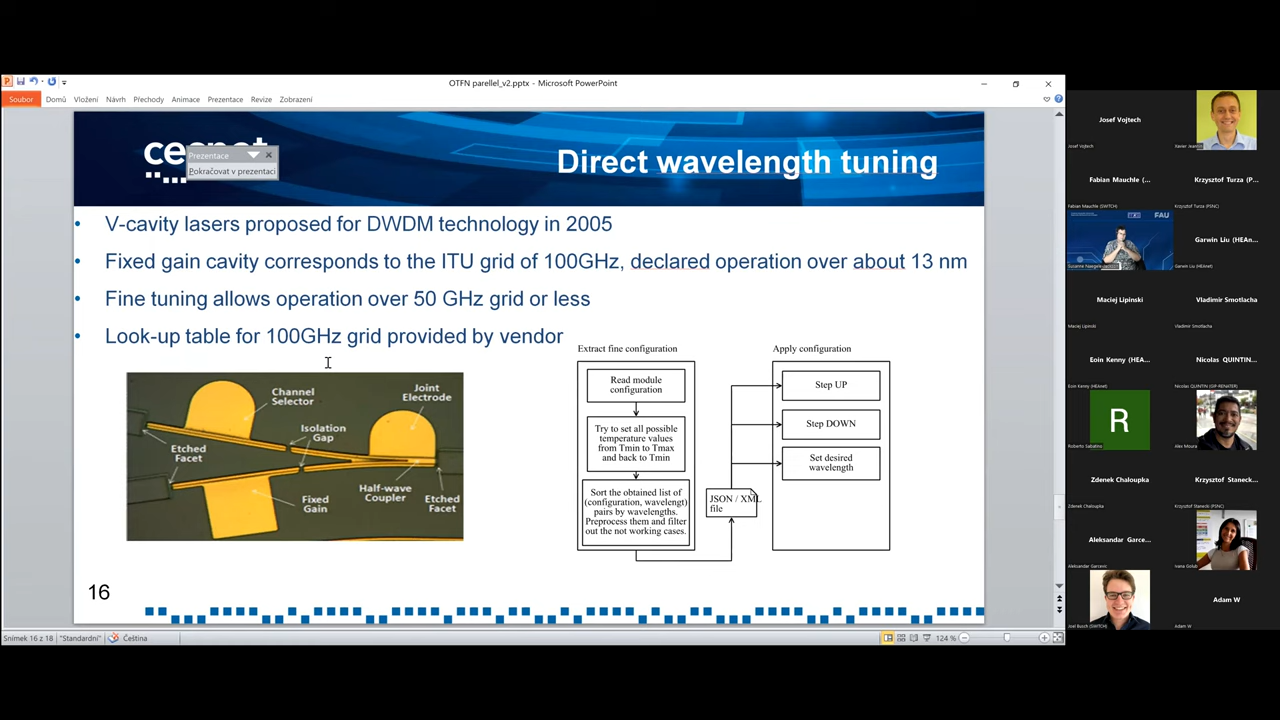 OTFN parellel_v2.pptx - Microsoft PowerPoint
Soubor Domů Vložení Návrh Přechody Animace Prezentace Revize Zobrazení
cesnet
Prezentace
Pokračovat v prezentaci
Direct wavelength tuning
• V-cavity lasers proposed for DWDM technology in 2005
• Fixed gain cavity corresponds to the ITU grid of 100GHz, declared operation over about 13 nm
• Fine tuning allows operation over 50 GHz grid or less
• Look-up table for 100GHz grid provided by vendor
Channel
Selector
Joint
Electrode
Isolation
Gap
Etched
Facet
Fixed
Gain
Half-wave
Coupler
Etched
Facet
Extract fine configuration
Read module
configuration
Try to set all possible
temperature values
from Tmin to Tmax
and back to Tmin
Sort the obtained list of
(configuration, wavelengt)
pairs by wavelengths.
Preprocess them and filter
out the not working cases.
JSON / XML
file
Apply configuration
Step UP
Step DOWN
Set desired
wavelength
16
Snímek 16 z 18 "Standardní" Čeština
124 %
Josef Vojtech
Josef Vojtech
Xavier Jeannin
Fabian Mauchle (...
Fabian Mauchle (SWITCH)
Krzysztof Turza (P...
Krzysztof Turza (PSNC)
FAU
Garwin Liu (HEAn...
Garwin Liu (HEAnet)
Maciej Lipinski
Maciej Lipinski
Vladimir Smotlacha
Vladimir Smotlacha
Eoin Kenny (HEA...
Eoin Kenny (HEAnet)
Nicolas QUINTIN...
Nicolas QUINTIN (GIP-RENATER)
R
Roberto Sabatino
Alex Moura
Zdenek Chaloupka
Zdenek Chaloupka
Krzysztof Staneck...
Krzysztof Stanecki (PSNC)
Aleksandar Garce...
Aleksandar Garcevic
Ivana Golub
Joel Busch (SWITCH)
Adam W
Adam W